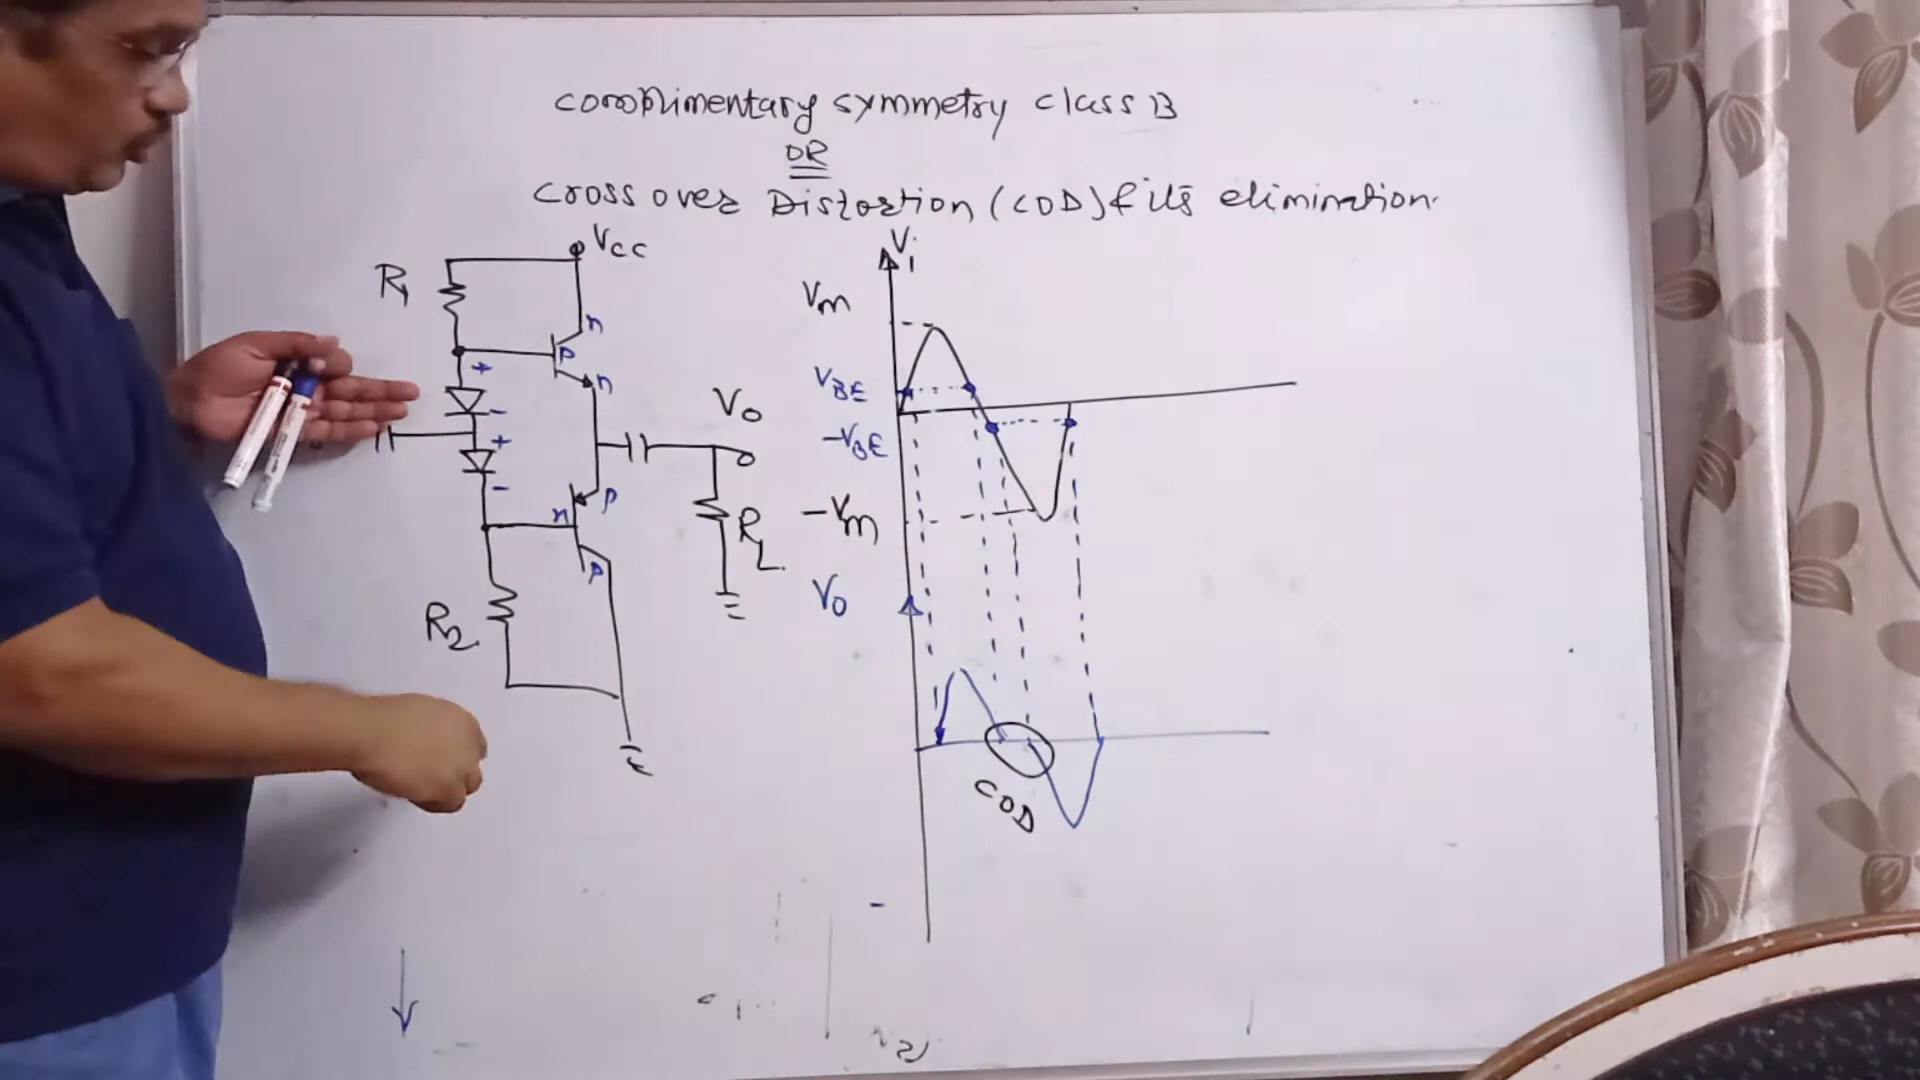 complimentary symmetry class B
OR
cross over Distortion (COD) & its elimination.
Vcc
R1
n
P
n
+
-
+
-
Vo
p
n
p
RL
R2
Vi
Vm
VBE
-VBE
-Vm
Vo
COD